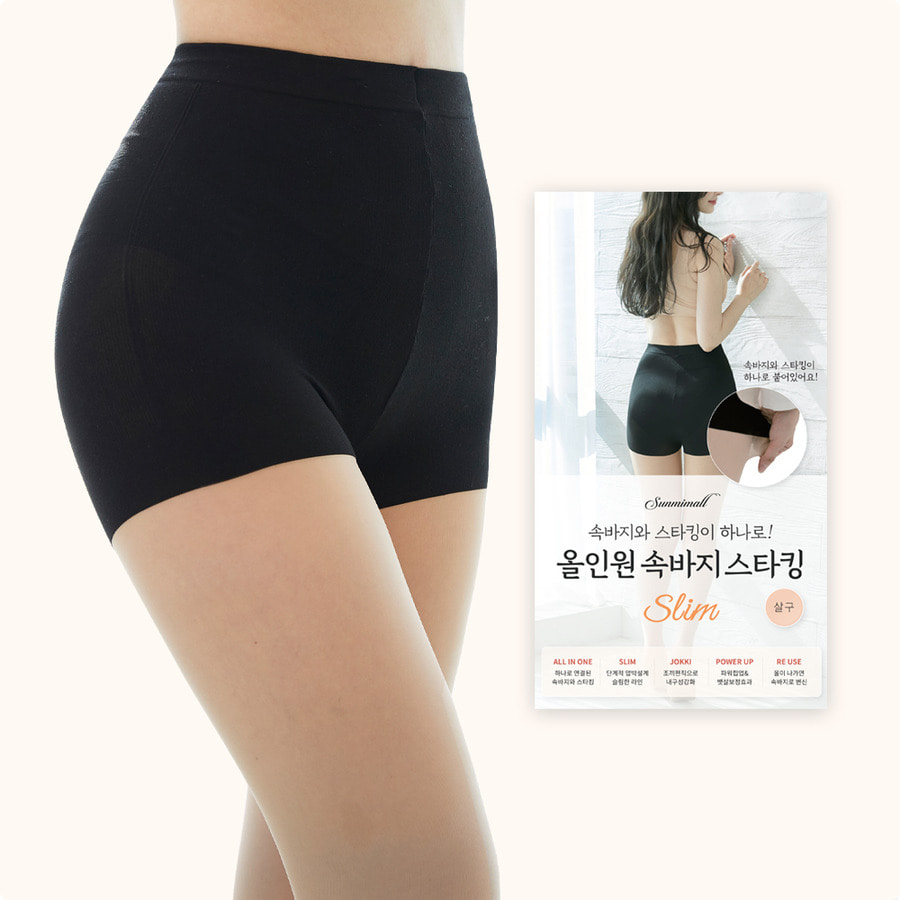 속바지와 스타킹이
하나로 붙어있어요!
Sunmimall
속바지와 스타킹이 하나로!
올인원 속바지 스타킹
Slim
살구
ALL IN ONE
하나로 연결된
속바지와 스타킹
SLIM
단계적 압박설계
슬림한 라인
JOKKI
조끼편직으로
내구성강화
POWER UP
파워힙업&
뱃살보정효과
RE USE
올이 나가면
속바지로 변신